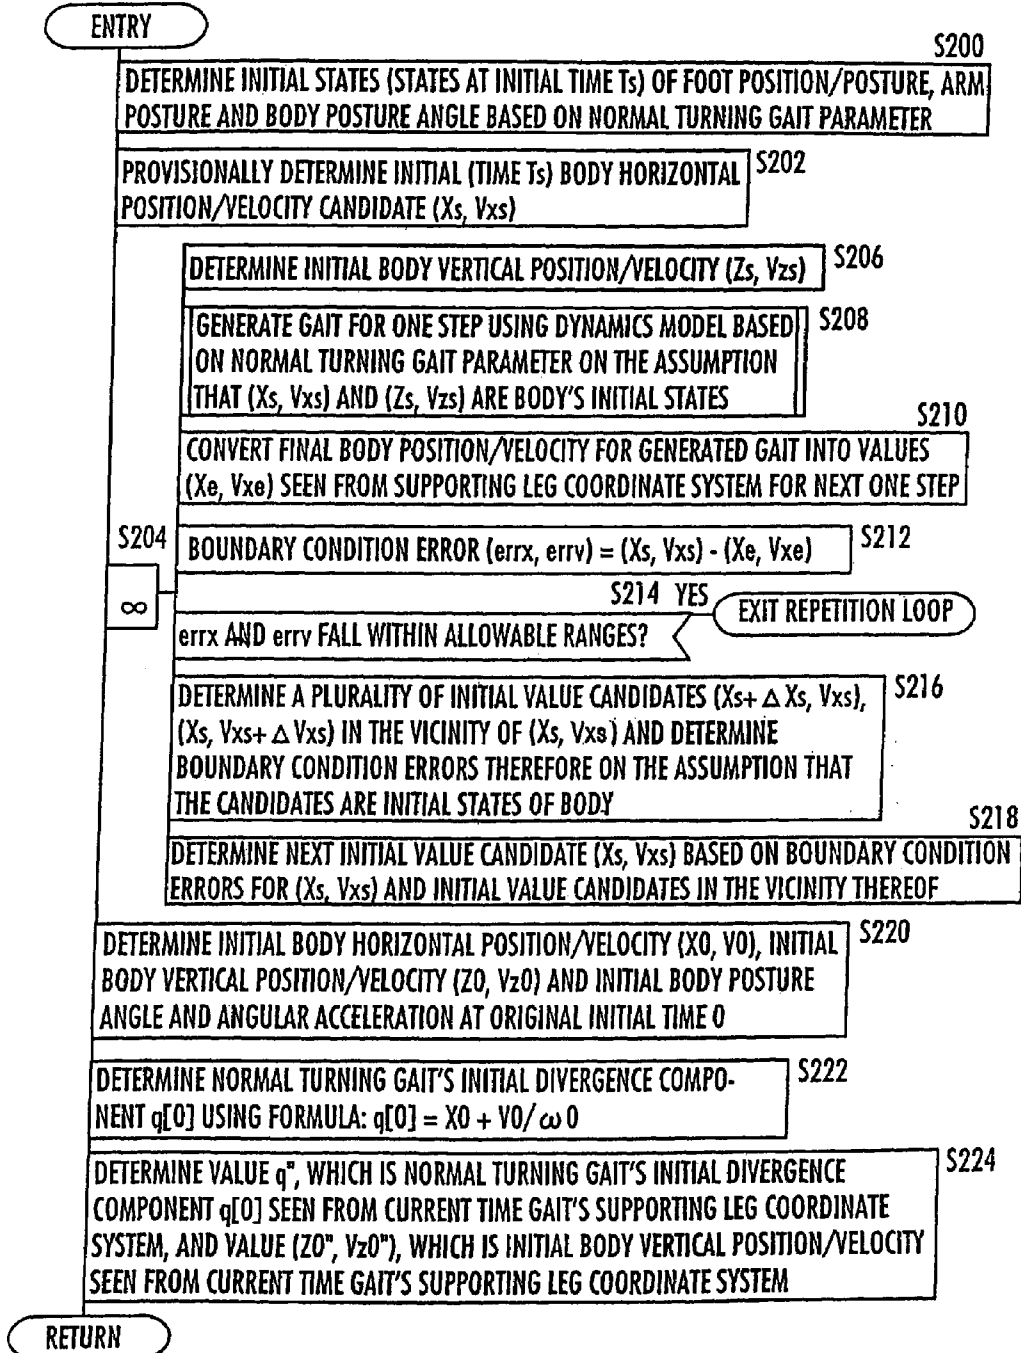 ENTRY
S200
DETERMINE INITIAL STATES (STATES AT INITIAL TIME Ts) OF FOOT POSITION/POSTURE, ARM
POSTURE AND BODY POSTURE ANGLE BASED ON NORMAL TURNING GAIT PARAMETER
PROVISIONALLY DETERMINE INITIAL (TIME Ts) BODY HORIZONTAL S202
POSITION/VELOCITY CANDIDATE (Xs, Vxs)
DETERMINE INITIAL BODY VERTICAL POSITION/VELOCITY (Zs, Vzs) S206
GENERATE GAIT FOR ONE STEP USING DYNAMICS MODEL BASED S208
ON NORMAL TURNING GAIT PARAMETER ON THE ASSUMPTION
THAT (Xs, Vxs) AND (Zs, Vzs) ARE BODY'S INITIAL STATES
S210
CONVERT FINAL BODY POSITION/VELOCITY FOR GENERATED GAIT INTO VALUES
(Xe, Vxe) SEEN FROM SUPPORTING LEG COORDINATE SYSTEM FOR NEXT ONE STEP
S204
BOUNDARY CONDITION ERROR (errx, errv) = (Xs, Vxs) - (Xe, Vxe) S212
∞
S214 YES
EXIT REPETITION LOOP
errx AND errv FALL WITHIN ALLOWABLE RANGES?
DETERMINE A PLURALITY OF INITIAL VALUE CANDIDATES (Xs+ Δ Xs, Vxs), S216
(Xs, Vxs+ Δ Vxs) IN THE VICINITY OF (Xs, Vxs) AND DETERMINE
BOUNDARY CONDITION ERRORS THEREFORE ON THE ASSUMPTION THAT
THE CANDIDATES ARE INITIAL STATES OF BODY
S218
DETERMINE NEXT INITIAL VALUE CANDIDATE (Xs, Vxs) BASED ON BOUNDARY CONDITION
ERRORS FOR (Xs, Vxs) AND INITIAL VALUE CANDIDATES IN THE VICINITY THEREOF
DETERMINE INITIAL BODY HORIZONTAL POSITION/VELOCITY (X0, V0), INITIAL S220
BODY VERTICAL POSITION/VELOCITY (Z0, Vz0) AND INITIAL BODY POSTURE
ANGLE AND ANGULAR ACCELERATION AT ORIGINAL INITIAL TIME 0
DETERMINE NORMAL TURNING GAIT'S INITIAL DIVERGENCE COMPO- S222
NENT q[0] USING FORMULA: q[0] = X0 + V0/ ω 0
DETERMINE VALUE q", WHICH IS NORMAL TURNING GAIT'S INITIAL DIVERGENCE S224
COMPONENT q[0] SEEN FROM CURRENT TIME GAIT'S SUPPORTING LEG COORDINATE
SYSTEM, AND VALUE (Z0", Vz0"), WHICH IS INITIAL BODY VERTICAL POSITION/VELOCITY
SEEN FROM CURRENT TIME GAIT'S SUPPORTING LEG COORDINATE SYSTEM
RETURN